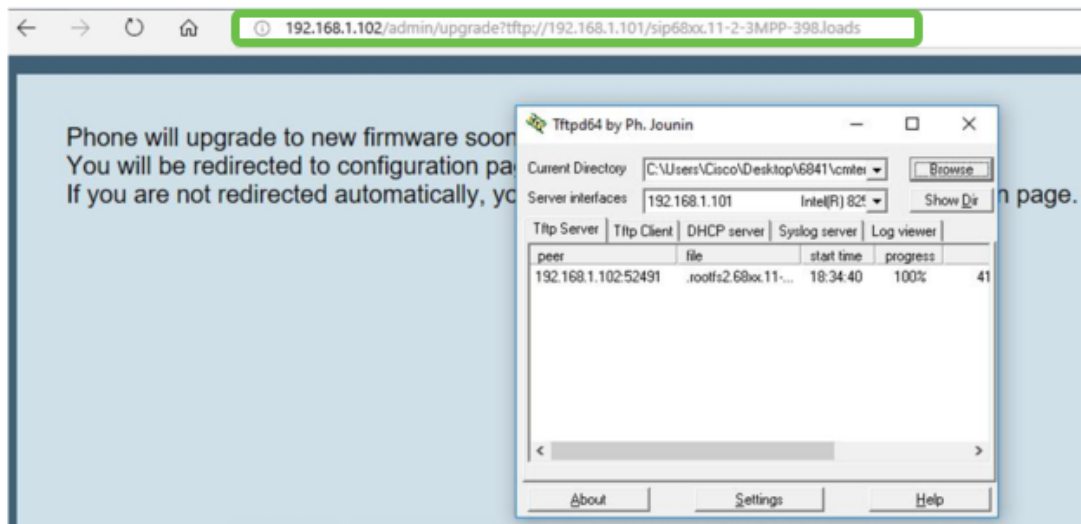 192.168.1.102/admin/upgrade?tftp://192.168.1.101/sip68xx.11-2-3MPP-398.loads
Phone will upgrade to new firmware soon
You will be redirected to configuration pa
If you are not redirected automatically, yo
n page.
Tftpd64 by Ph. Jounin
Current Directory C:\Users\Cisco\Desktop\6841\cmter
Browse
Server interfaces 192.168.1.101 Intel(R) 825
Show Dir
Tftp Server Tftp Client DHCP server Syslog server Log viewer
peer file start time progress
192.168.1.102:52491 .rootfs2.68xx.11-... 18:34:40 100% 41
About Settings Help